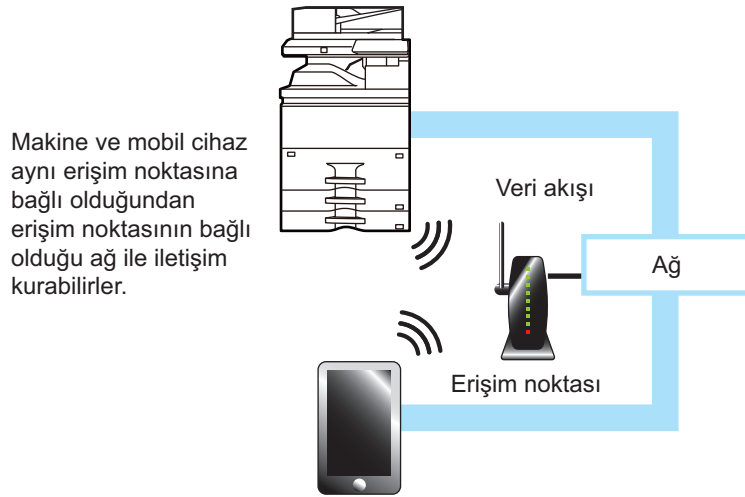 Makine ve mobil cihaz
aynı erişim noktasına
bağlı olduğundan
erişim noktasının bağlı
olduğu ağ ile iletişim
kurabilirler.
Veri akışı
Ağ
Erişim noktası